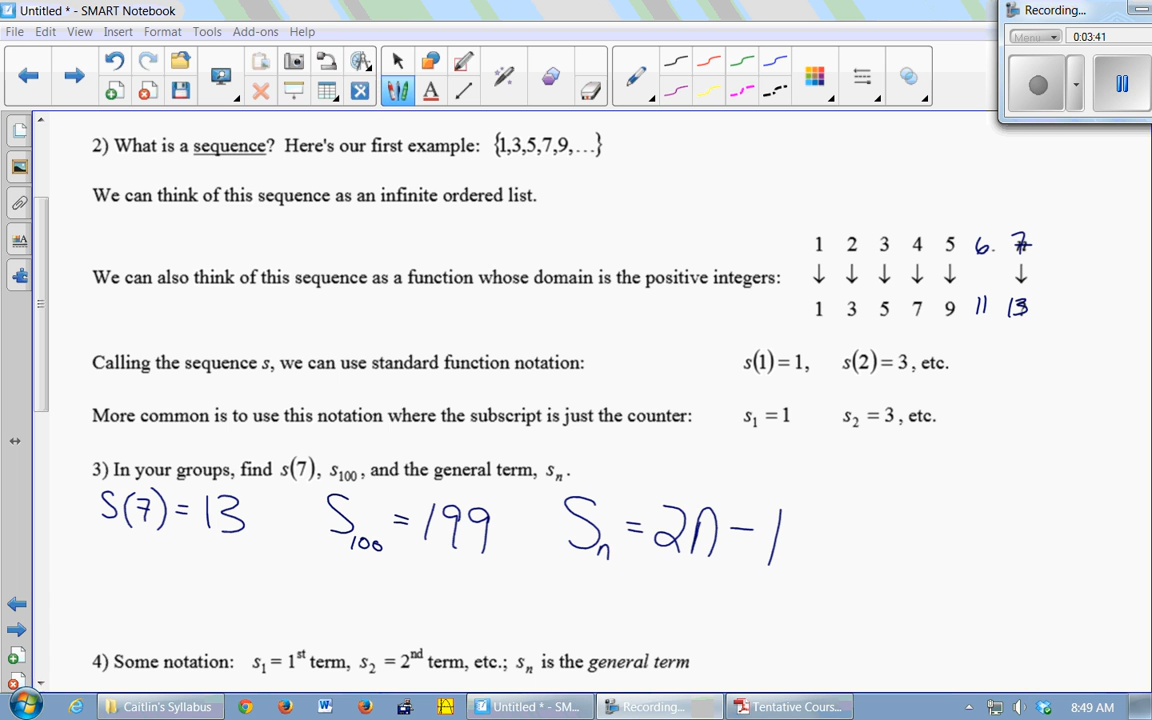 Untitled * - SMART Notebook
Recording...
File Edit View Insert Format Tools Add-ons Help
Menu
0:03:41
2) What is a sequence? Here's our first example: {1,3,5,7,9,…}
We can think of this sequence as an infinite ordered list.
1 2 3 4 5 6. 7
We can also think of this sequence as a function whose domain is the positive integers: ↓ ↓ ↓ ↓ ↓ ↓
1 3 5 7 9 11 13
Calling the sequence s, we can use standard function notation: s(1) = 1, s(2) = 3, etc.
More common is to use this notation where the subscript is just the counter: s₁ = 1 s₂ = 3, etc.
3) In your groups, find s(7), s₁₀₀, and the general term, sₙ.
S(7) = 13 S₁₀₀ = 199 Sₙ = 2n − 1
4) Some notation: s₁ = 1st term, s₂ = 2nd term, etc.; sₙ is the general term
Caitlin's Syllabus Untitled * - SM... Recording... Tentative Cours... 8:49 AM